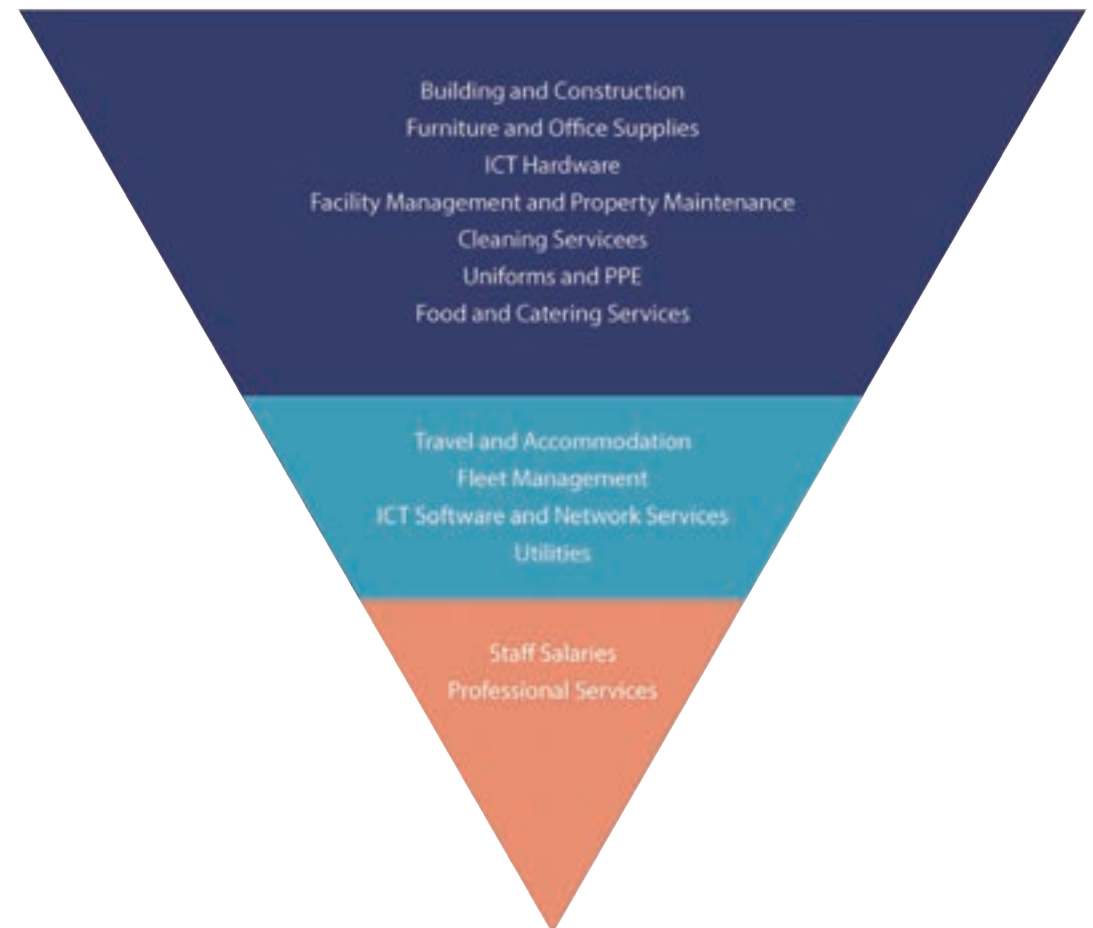 Building and Construction
Furniture and Office Supplies
ICT Hardware
Facility Management and Property Maintenance
Cleaning Servicees
Uniforms and PPE
Food and Catering Services
Travel and Accommodation
Fleet Management
ICT Software and Network Services
Utilities
Staff Salaries
Professional Services